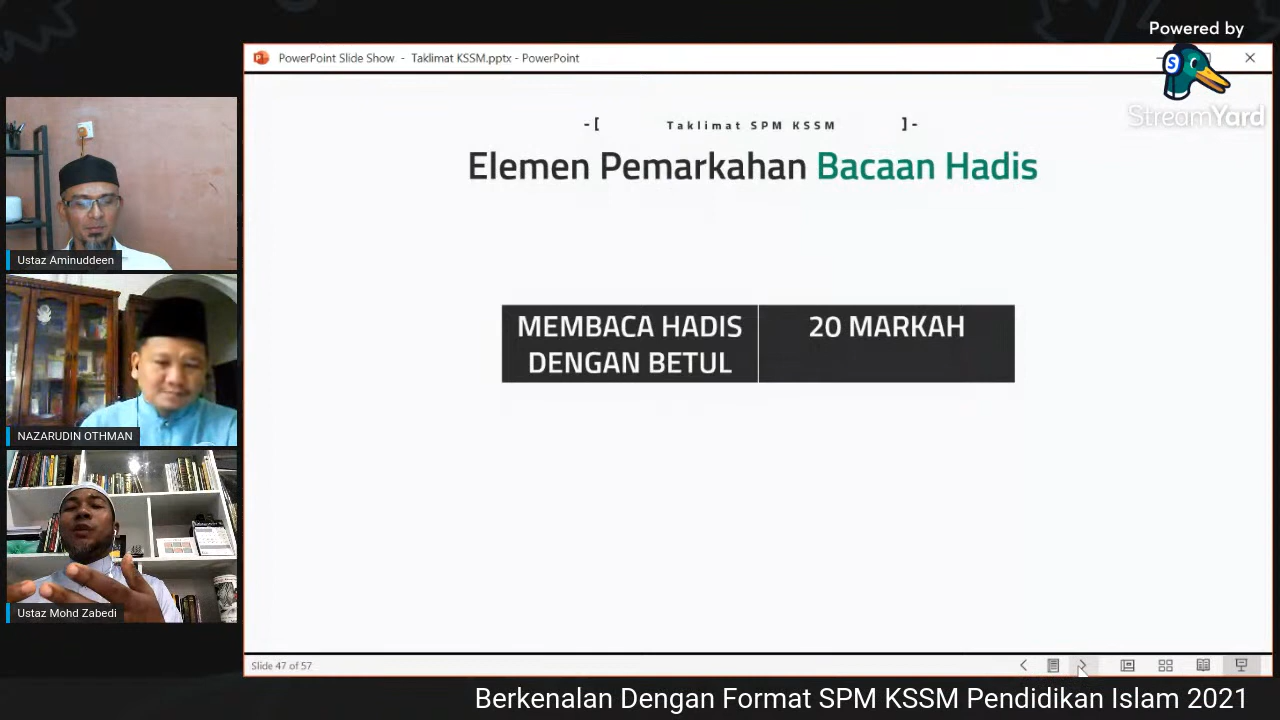 Powered by
StreamYard
PowerPoint Slide Show - Taklimat KSSM.pptx - PowerPoint
-[ Taklimat SPM KSSM ]-
Elemen Pemarkahan Bacaan Hadis
MEMBACA HADIS
DENGAN BETUL
20 MARKAH
Ustaz Aminuddeen
NAZARUDIN OTHMAN
Ustaz Mohd Zabedi
Slide 47 of 57
Berkenalan Dengan Format SPM KSSM Pendidikan Islam 2021